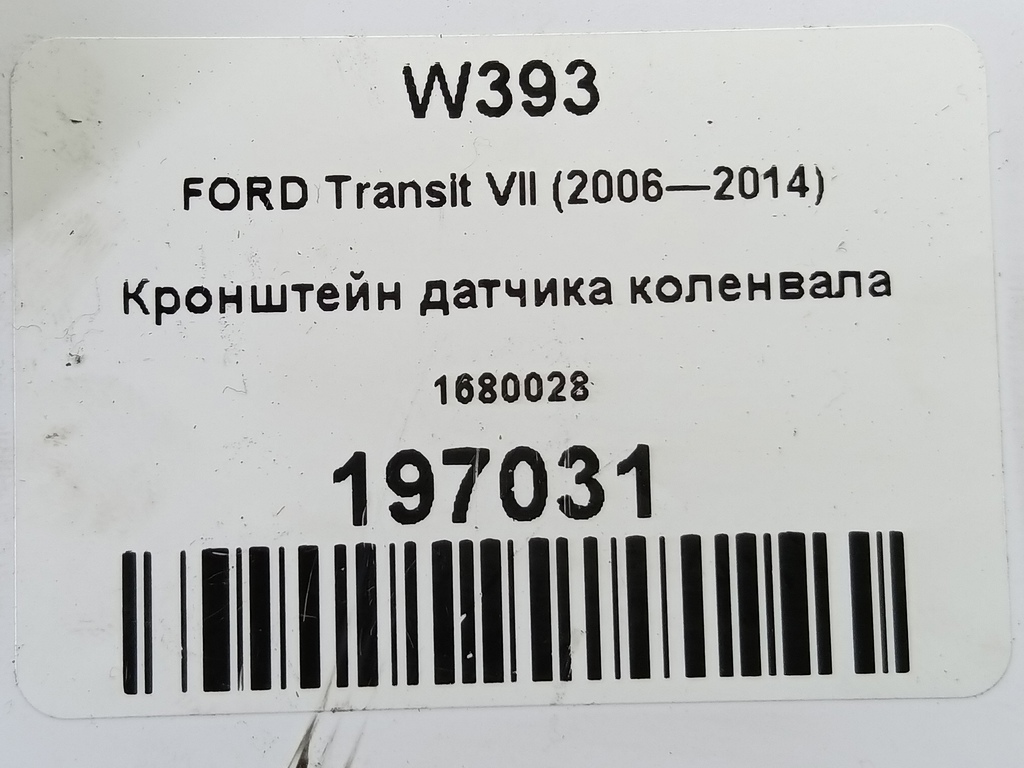 W393
FORD Transit VII (2006—2014)
Кронштейн датчика коленвала
1680028
197031